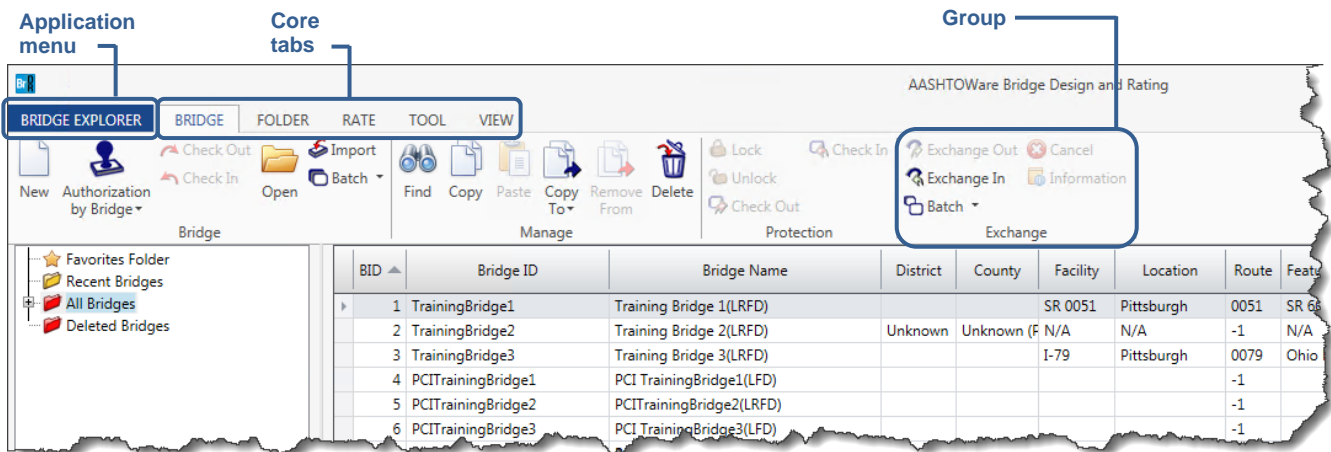 Application menu
Core tabs
Group
Br DR
AASHTOWare Bridge Design and Rating
BRIDGE EXPLORER BRIDGE FOLDER RATE TOOL VIEW
New
Authorization by Bridge
Check Out
Check In
Open
Import
Batch
Bridge
Find
Copy
Paste
Copy To
Remove From
Delete
Manage
Lock
Unlock
Check Out
Check In
Protection
Exchange Out
Cancel
Exchange In
Information
Batch
Exchange
Favorites Folder
Recent Bridges
All Bridges
Deleted Bridges
BID Bridge ID Bridge Name District County Facility Location Route
1 TrainingBridge1 Training Bridge 1(LRFD) SR 0051 Pittsburgh 0051 SR
2 TrainingBridge2 Training Bridge 2(LRFD) Unknown Unknown (P N/A N/A -1 N/A
3 TrainingBridge3 Training Bridge 3(LRFD) I-79 Pittsburgh 0079 Ohio
4 PCITrainingBridge1 PCI TrainingBridge1(LFD) -1
5 PCITrainingBridge2 PCITrainingBridge2(LRFD) -1
6 PCITrainingBridge3 PCI TrainingBridge3(LFD) -1